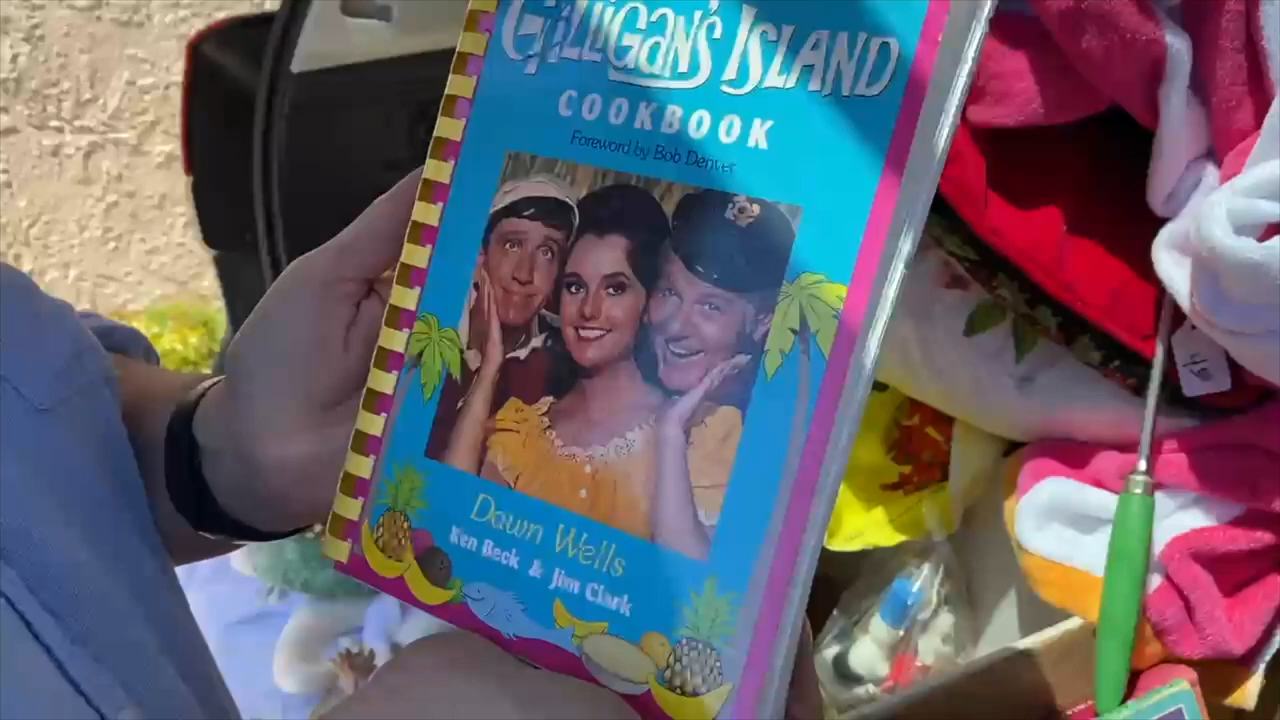 GiLLiGaN'S ISLAND
COOKBOOK
Foreword by Bob Denver
Dawn Wells
Ken Beck & Jim Clark